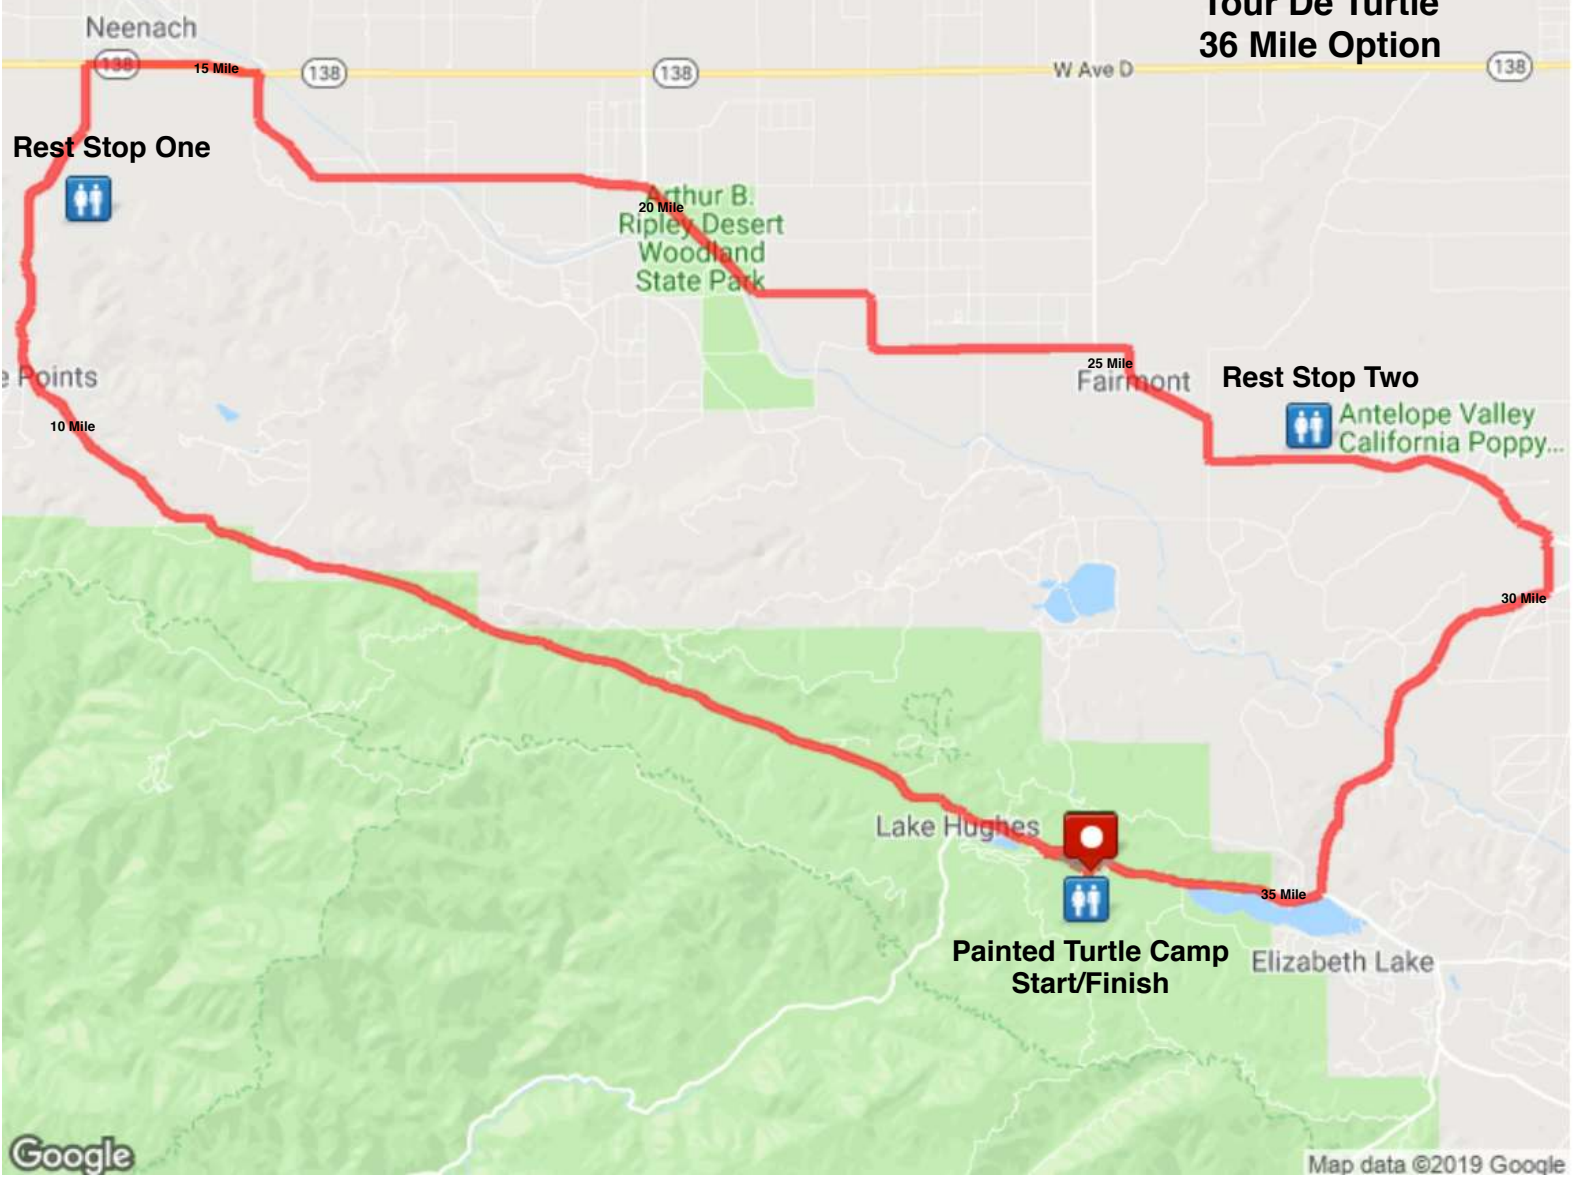 Tour De Turtle
36 Mile Option
Neenach
138
15 Mile
138
138
W Ave D
138
Rest Stop One
Arthur B.
20 Mile
Ripley Desert
Woodland
State Park
25 Mile
Fairmont
Rest Stop Two
Antelope Valley
California Poppy...
e Points
10 Mile
30 Mile
Lake Hughes
35 Mile
Painted Turtle Camp
Start/Finish
Elizabeth Lake
Google
Map data ©2019 Google